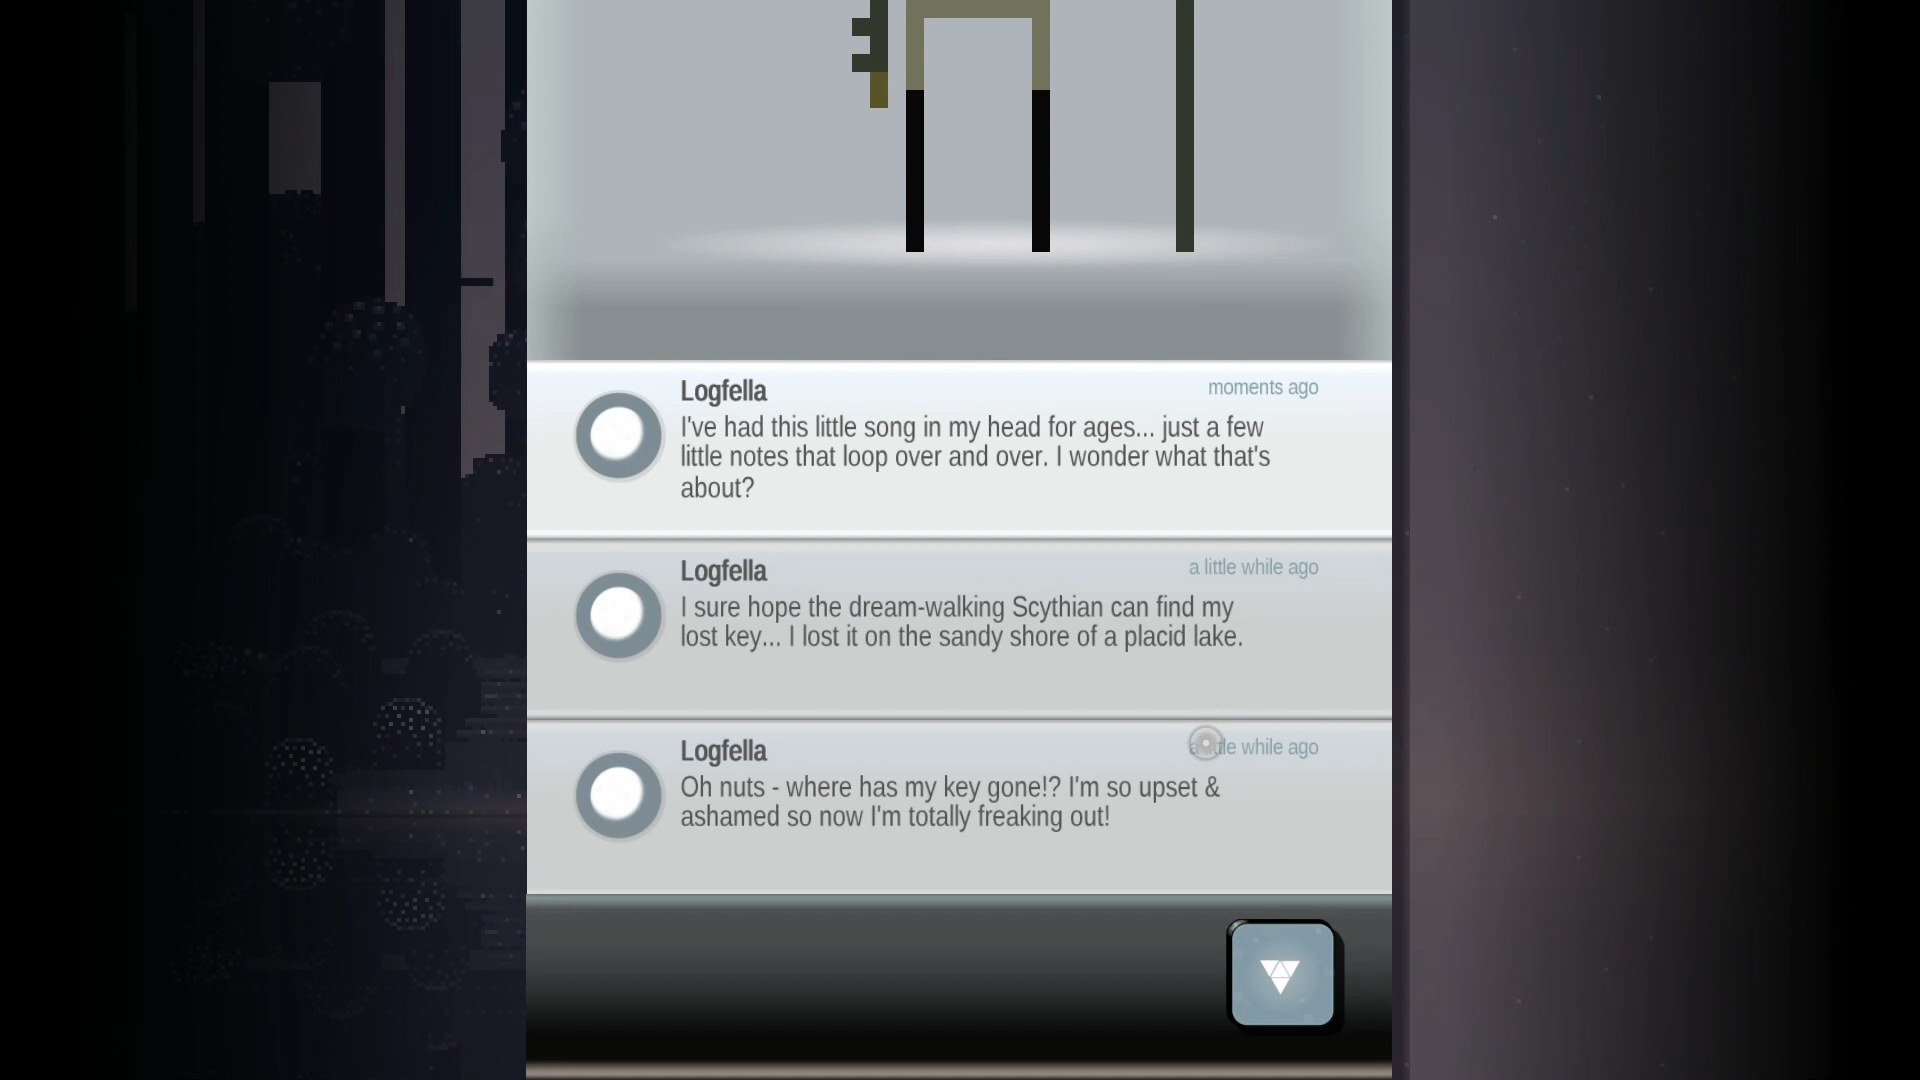 Logfella
moments ago
I've had this little song in my head for ages... just a few
little notes that loop over and over. I wonder what that's
about?
Logfella
a little while ago
I sure hope the dream-walking Scythian can find my
lost key... I lost it on the sandy shore of a placid lake.
Logfella
a little while ago
Oh nuts - where has my key gone!? I'm so upset &
ashamed so now I'm totally freaking out!